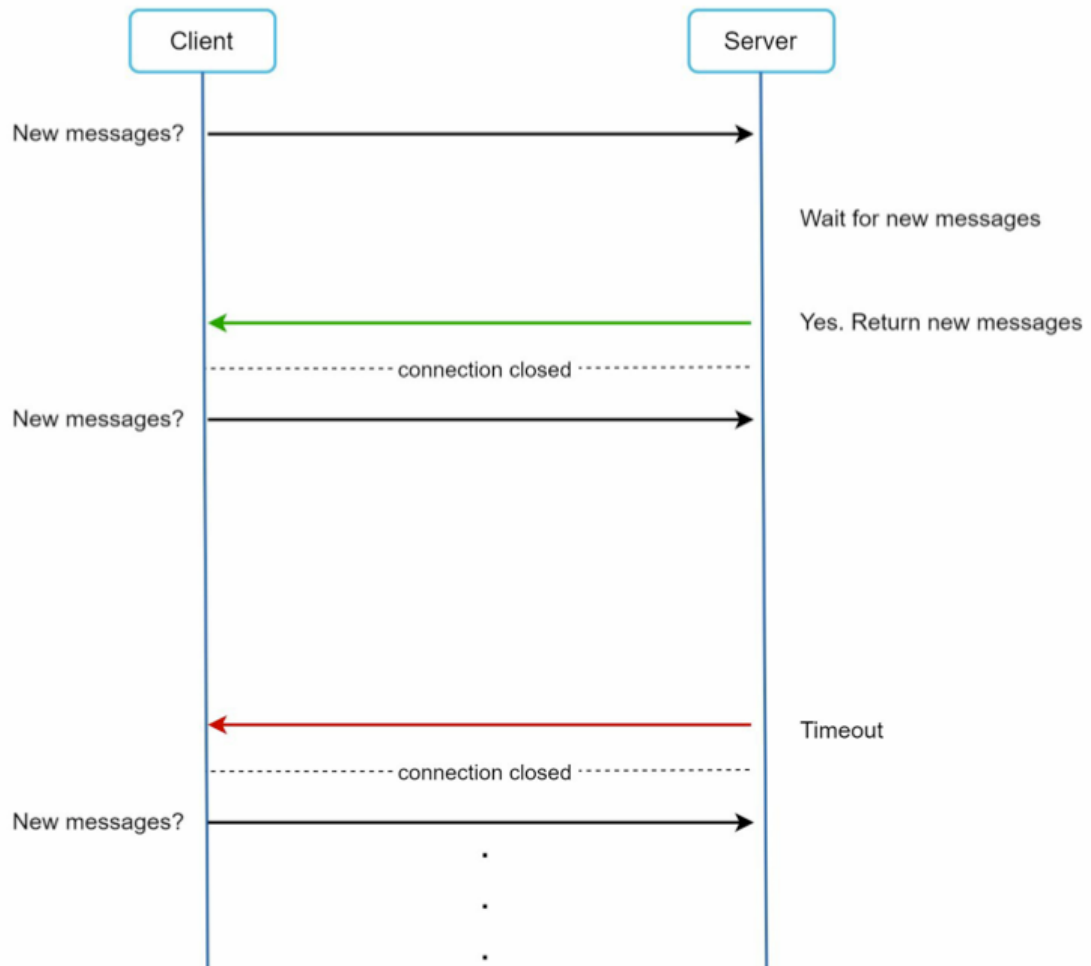 Client
Server
New messages?
Wait for new messages
Yes. Return new messages
connection closed
New messages?
Timeout
connection closed
New messages?